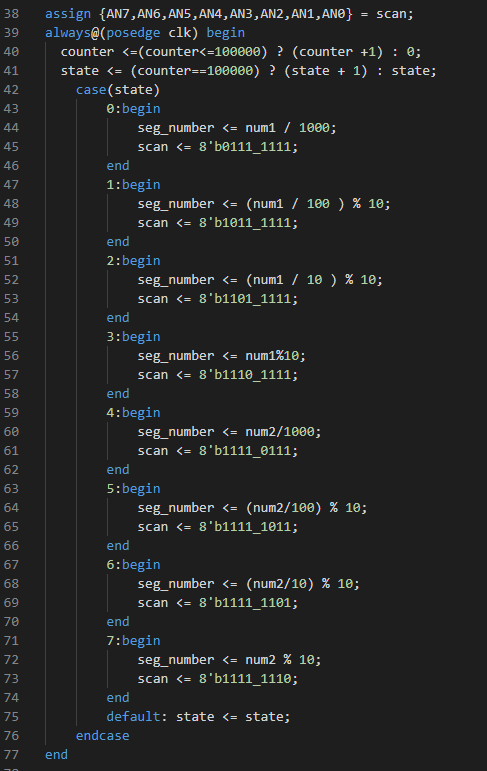 38 assign {AN7,AN6,AN5,AN4,AN3,AN2,AN1,AN0} = scan;
39 always@(posedge clk) begin
40   counter <=(counter<=100000) ? (counter +1) : 0;
41   state <= (counter==100000) ? (state + 1) : state;
42     case(state)
43         0:begin
44             seg_number <= num1 / 1000;
45             scan <= 8'b0111_1111;
46         end
47         1:begin
48             seg_number <= (num1 / 100 ) % 10;
49             scan <= 8'b1011_1111;
50         end
51         2:begin
52             seg_number <= (num1 / 10 ) % 10;
53             scan <= 8'b1101_1111;
54         end
55         3:begin
56             seg_number <= num1%10;
57             scan <= 8'b1110_1111;
58         end
59         4:begin
60             seg_number <= num2/1000;
61             scan <= 8'b1111_0111;
62         end
63         5:begin
64             seg_number <= (num2/100) % 10;
65             scan <= 8'b1111_1011;
66         end
67         6:begin
68             seg_number <= (num2/10) % 10;
69             scan <= 8'b1111_1101;
70         end
71         7:begin
72             seg_number <= num2 % 10;
73             scan <= 8'b1111_1110;
74         end
75         default: state <= state;
76     endcase
77 end